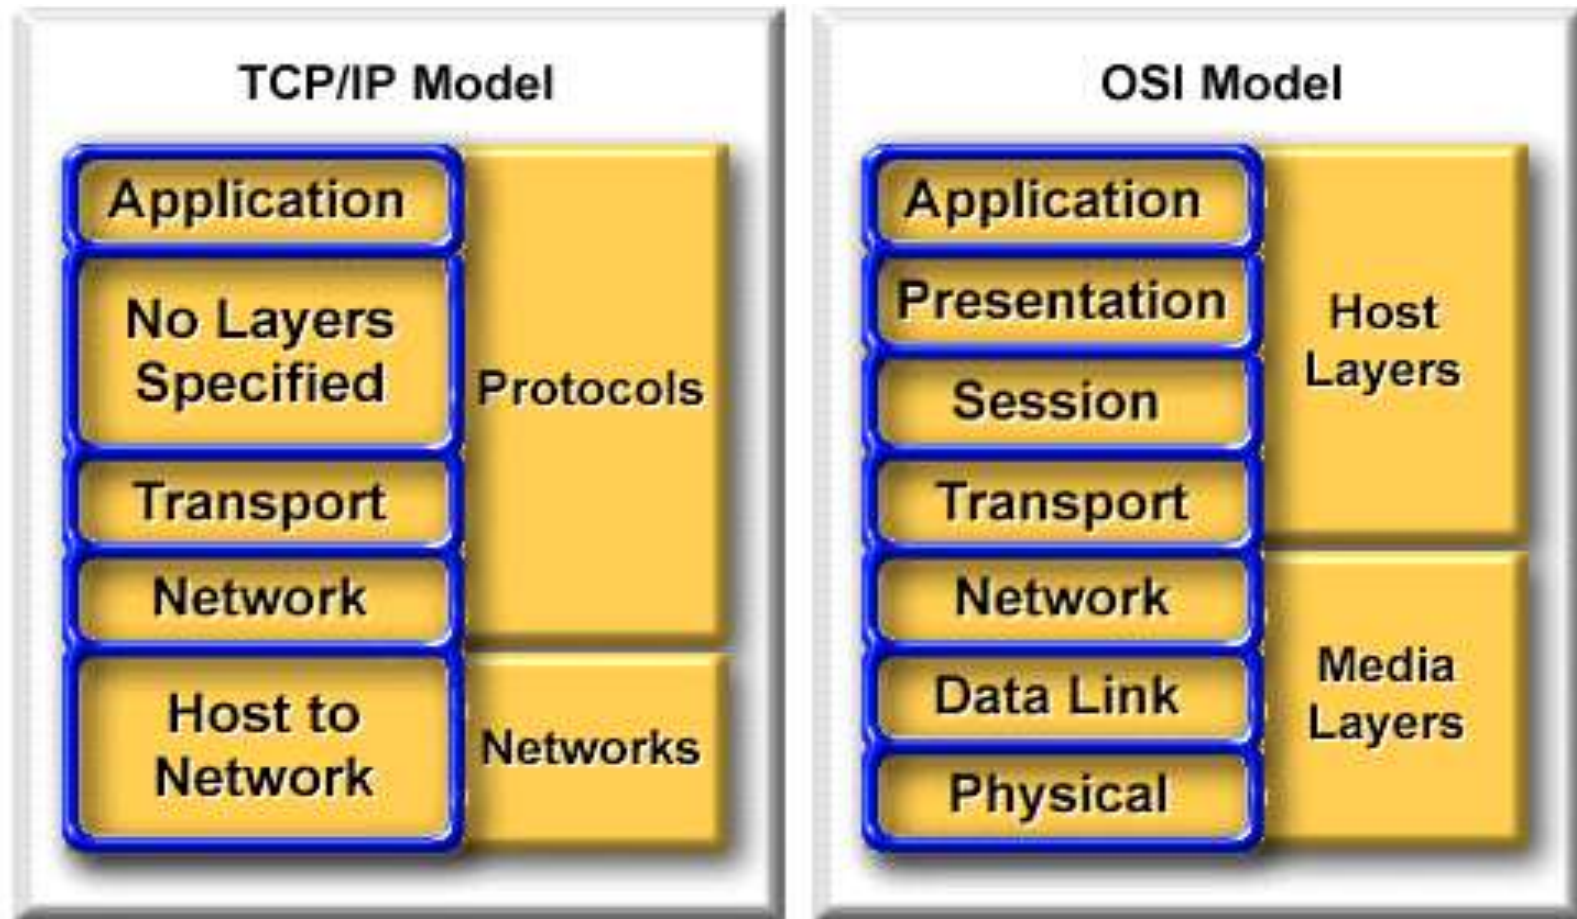 TCP/IP Model
Application
No Layers
Specified
Transport
Network
Host to
Network
Protocols
Networks
OSI Model
Application
Presentation
Session
Transport
Network
Data Link
Physical
Host
Layers
Media
Layers